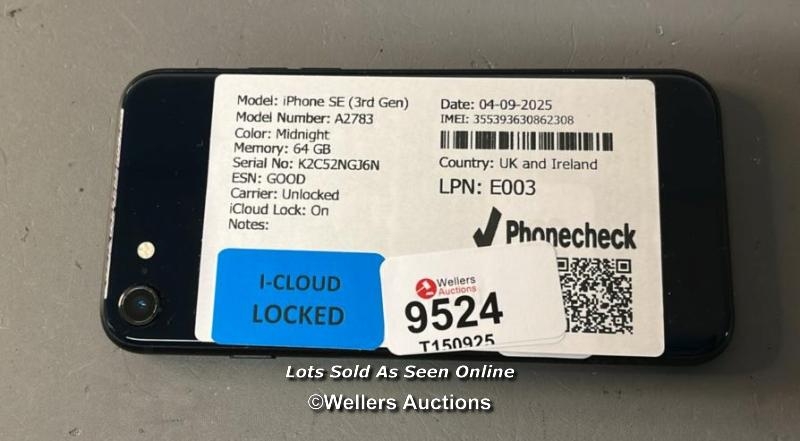 Model: iPhone SE (3rd Gen)
Model Number: A2783
Color: Midnight
Memory: 64 GB
Serial No: K2C52NGJ6N
ESN: GOOD
Carrier: Unlocked
iCloud Lock: On
Notes:
Date: 04-09-2025
IMEI: 355393630862308
Country: UK and Ireland
LPN: E003
Phonecheck
I-CLOUD
LOCKED
Wellers
Auctions
9524
T150925
Lots Sold As Seen Online
©Wellers Auctions